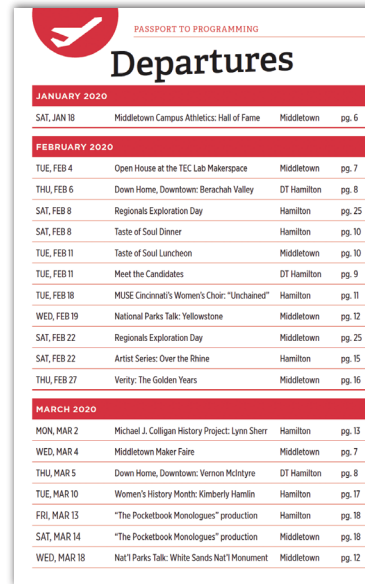 PASSPORT TO PROGRAMMING
Departures
JANUARY 2020
SAT, JAN 18 Middletown Campus Athletics: Hall of Fame Middletown pg. 6
FEBRUARY 2020
TUE, FEB 4 Open House at the TEC Lab Makerspace Middletown pg. 7
THU, FEB 6 Down Home, Downtown: Berachah Valley DT Hamilton pg. 8
SAT, FEB 8 Regionals Exploration Day Hamilton pg. 25
SAT, FEB 8 Taste of Soul Dinner Hamilton pg. 10
TUE, FEB 11 Taste of Soul Luncheon Middletown pg. 10
TUE, FEB 11 Meet the Candidates DT Hamilton pg. 9
TUE, FEB 18 MUSE Cincinnati's Women's Choir: "Unchained" Hamilton pg. 11
WED, FEB 19 National Parks Talk: Yellowstone Middletown pg. 12
SAT, FEB 22 Regionals Exploration Day Middletown pg. 25
SAT, FEB 22 Artist Series: Over the Rhine Hamilton pg. 15
THU, FEB 27 Verity: The Golden Years Middletown pg. 16
MARCH 2020
MON, MAR 2 Michael J. Colligan History Project: Lynn Sherr Hamilton pg. 13
WED, MAR 4 Middletown Maker Faire Middletown pg. 7
THU, MAR 5 Down Home, Downtown: Vernon McIntyre DT Hamilton pg. 8
TUE, MAR 10 Women's History Month: Kimberly Hamlin Hamilton pg. 17
FRI, MAR 13 "The Pocketbook Monologues" production Hamilton pg. 18
SAT, MAR 14 "The Pocketbook Monologues" production Middletown pg. 18
WED, MAR 18 Nat'l Parks Talk: White Sands Nat'l Monument Middletown pg. 12